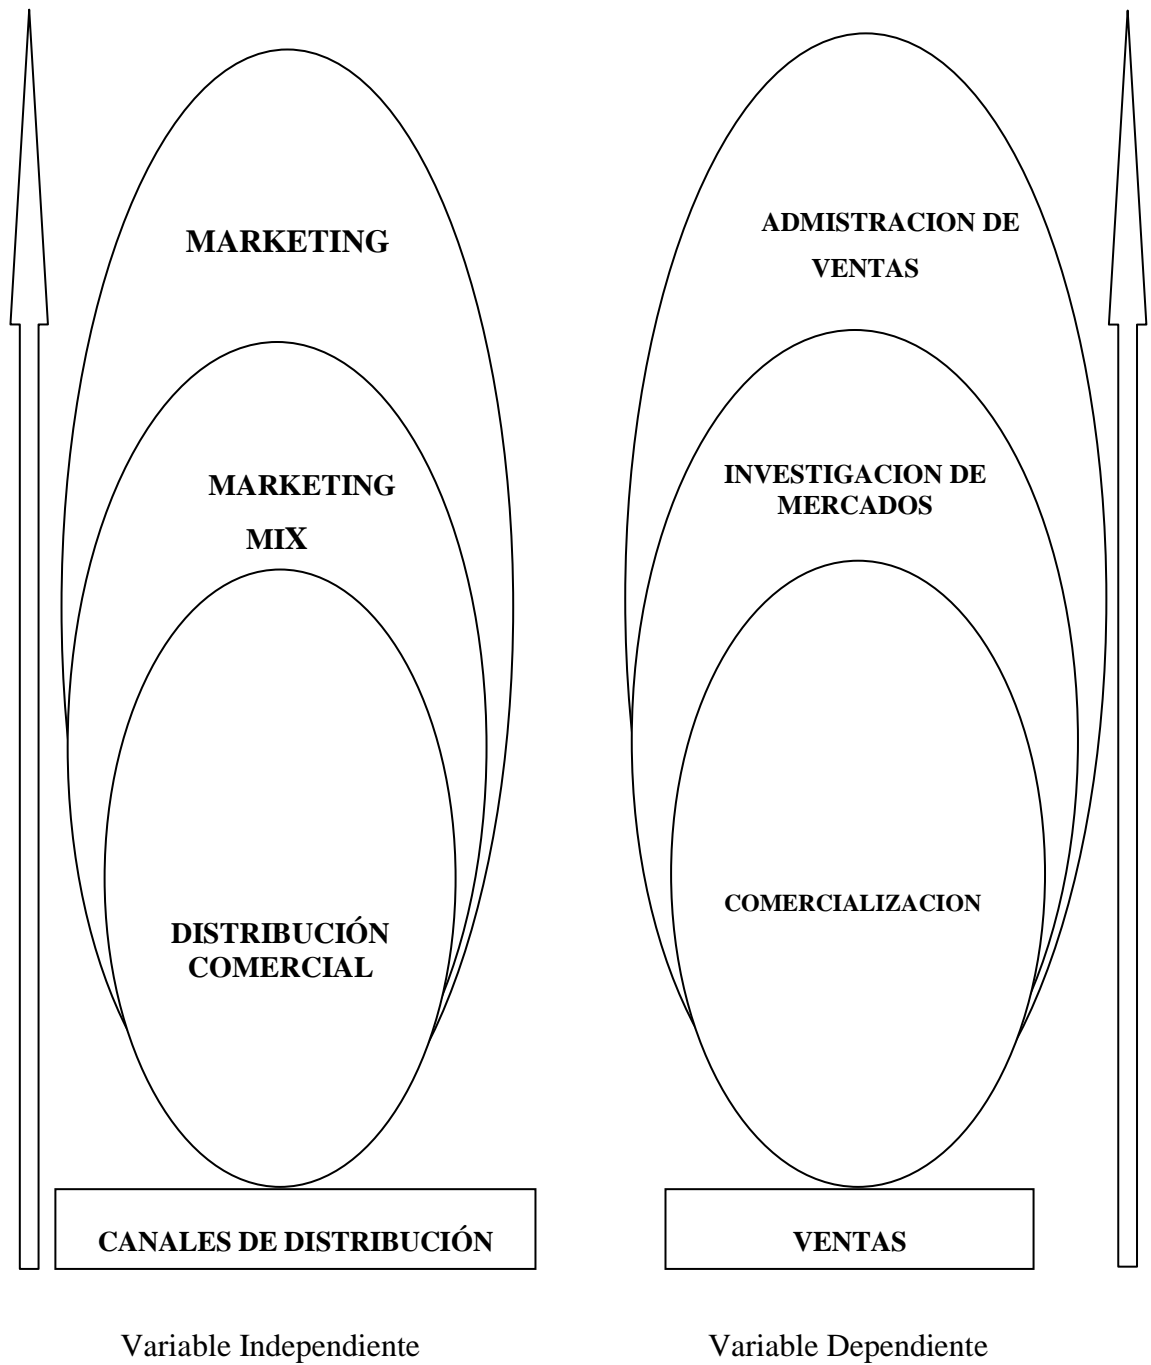 MARKETING
MARKETING
MIX
DISTRIBUCIÓN
COMERCIAL
CANALES DE DISTRIBUCIÓN
Variable Independiente
ADMISTRACION DE
VENTAS
INVESTIGACION DE
MERCADOS
COMERCIALIZACION
VENTAS
Variable Dependiente